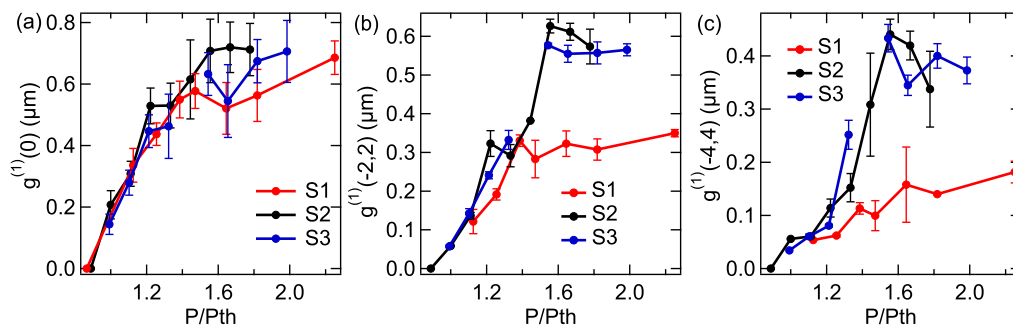 (a)
g(1)(0) (μm)
0.8
0.6
0.4
0.2
0.0
1.2
1.6
2.0
P/Pth
S1
S2
S3
(b)
g(1)(-2,2) (μm)
0.6
0.5
0.4
0.3
0.2
0.1
0.0
1.2
1.6
2.0
P/Pth
S1
S2
S3
(c)
g(1)(-4,4) (μm)
0.4
0.3
0.2
0.1
0.0
1.2
1.6
2.0
P/Pth
S1
S2
S3